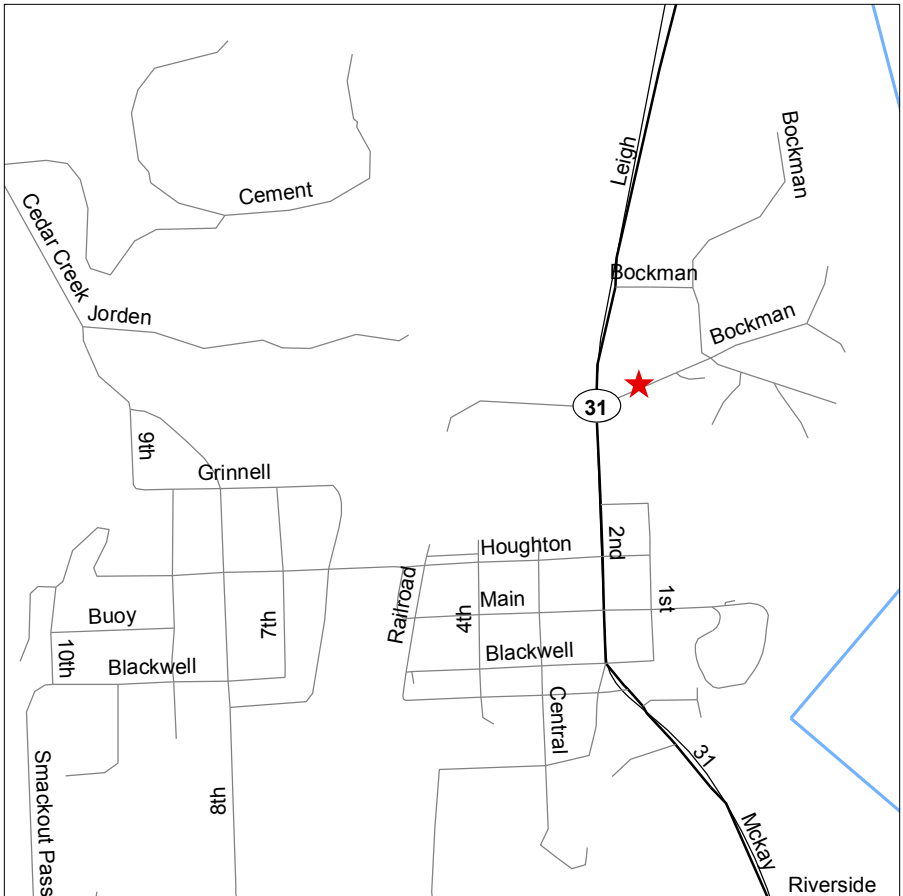 Bockman
Leigh
Cement
Cedar Creek
Bockman
Jorden
Bockman
31
9th
Grinnell
2nd
Houghton
Railroad
Main
1st
4th
7th
Buoy
10th
Blackwell
Blackwell
Central
31
Smackout Pass
8th
Mckay
Riverside